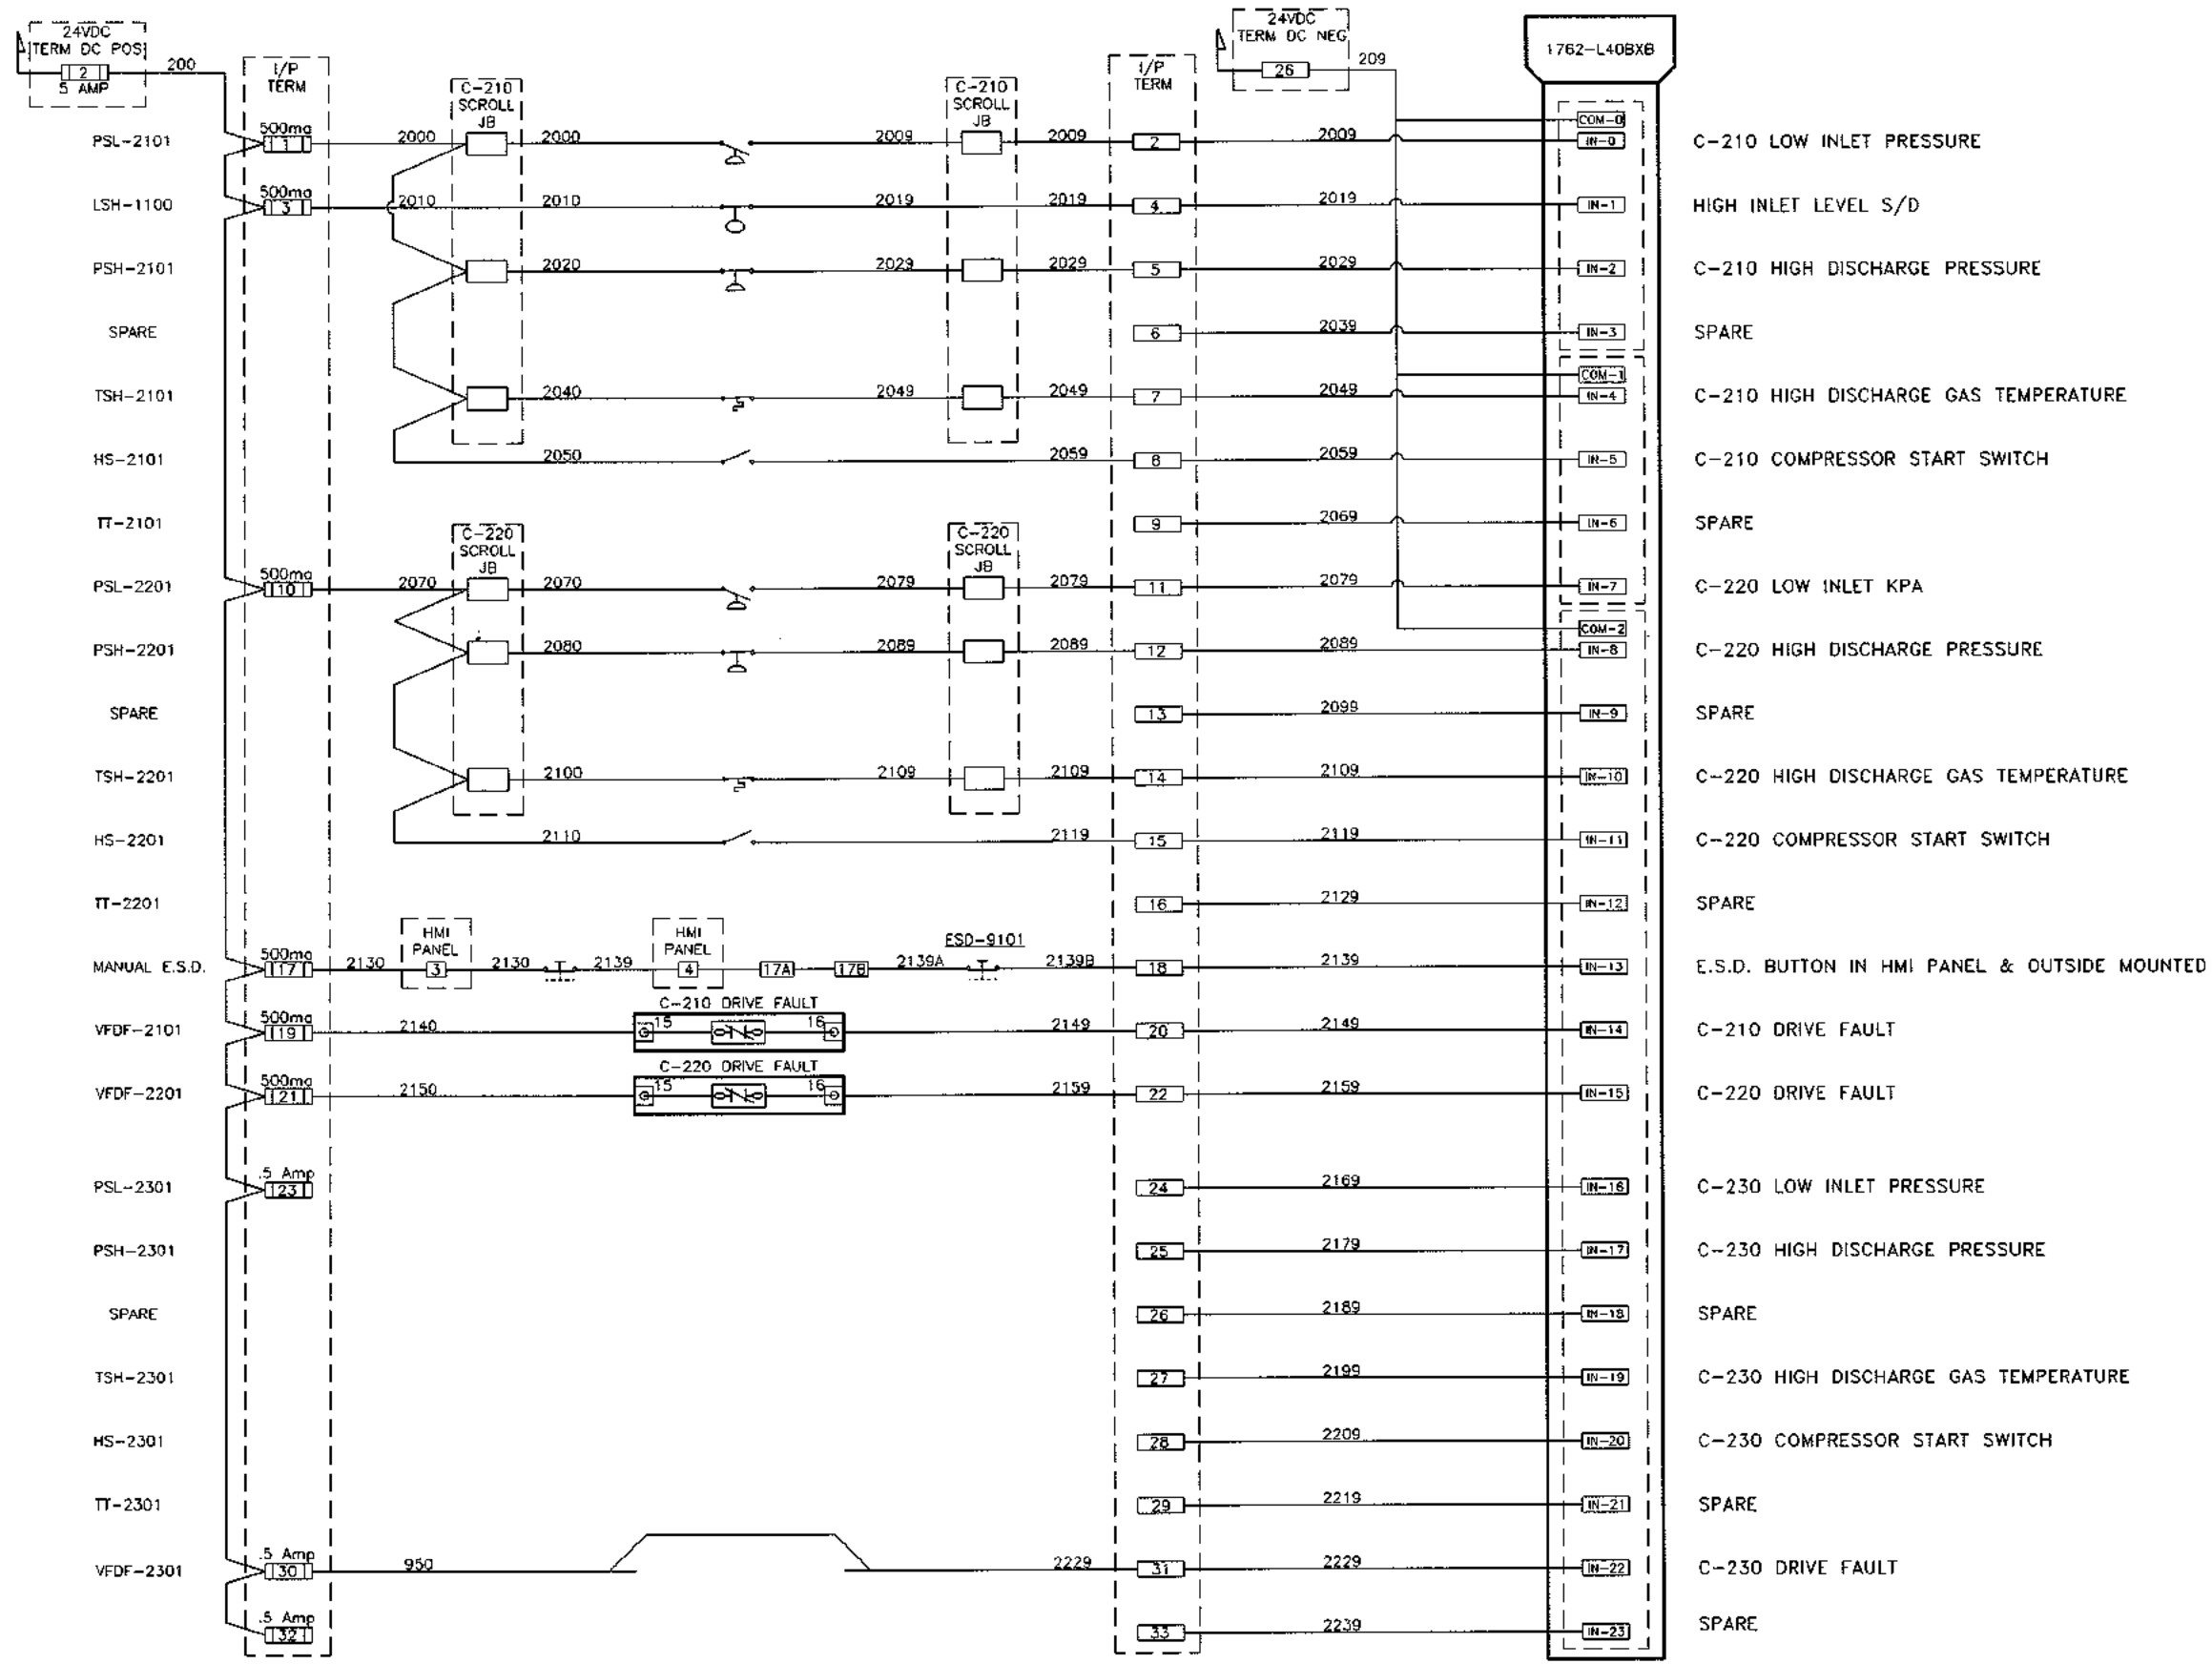 24VDC
TERM DC POS
2
5 AMP
200
24VDC
TERM DC NEG
26
209
1762-L40BXB
I/P
TERM
C-210
SCROLL
JB
C-210
SCROLL
JB
I/P
TERM
COM-0
PSL-2101 500ma 1 2000 2000 2009 2009 2 2009 IN-0 C-210 LOW INLET PRESSURE
LSH-1100 500ma 3 2010 2010 2019 2019 4 2019 IN-1 HIGH INLET LEVEL S/D
PSH-2101 2020 2029 2029 5 2029 IN-2 C-210 HIGH DISCHARGE PRESSURE
SPARE 6 2039 IN-3 SPARE
COM-1
TSH-2101 2040 2049 2049 7 2049 IN-4 C-210 HIGH DISCHARGE GAS TEMPERATURE
HS-2101 2050 2059 8 2059 IN-5 C-210 COMPRESSOR START SWITCH
TT-2101 9 2069 IN-6 SPARE
C-220
SCROLL
JB
C-220
SCROLL
JB
PSL-2201 500ma 10 2070 2070 2079 2079 11 2079 IN-7 C-220 LOW INLET KPA
COM-2
PSH-2201 2080 2089 2089 12 2089 IN-8 C-220 HIGH DISCHARGE PRESSURE
SPARE 13 2099 IN-9 SPARE
TSH-2201 2100 2109 2109 14 2109 IN-10 C-220 HIGH DISCHARGE GAS TEMPERATURE
HS-2201 2110 2119 15 2119 IN-11 C-220 COMPRESSOR START SWITCH
TT-2201 16 2129 IN-12 SPARE
HMI
PANEL
HMI
PANEL
ESD-9101
MANUAL E.S.D. 500ma 17 2130 3 2130 2139 4 17A 17B 2139A 2139B 18 2139 IN-13 E.S.D. BUTTON IN HMI PANEL & OUTSIDE MOUNTED
C-210 DRIVE FAULT
VFDF-2101 500ma 19 2140 15 16 2149 20 2149 IN-14 C-210 DRIVE FAULT
C-220 DRIVE FAULT
VFDF-2201 500ma 21 2150 15 16 2159 22 2159 IN-15 C-220 DRIVE FAULT
PSL-2301 .5 Amp 23 24 2169 IN-16 C-230 LOW INLET PRESSURE
PSH-2301 25 2179 IN-17 C-230 HIGH DISCHARGE PRESSURE
SPARE 26 2189 IN-18 SPARE
TSH-2301 27 2199 IN-19 C-230 HIGH DISCHARGE GAS TEMPERATURE
HS-2301 28 2209 IN-20 C-230 COMPRESSOR START SWITCH
TT-2301 29 2219 IN-21 SPARE
VFDF-2301 .5 Amp 30 950 2229 31 2229 IN-22 C-230 DRIVE FAULT
.5 Amp 32 33 2239 IN-23 SPARE